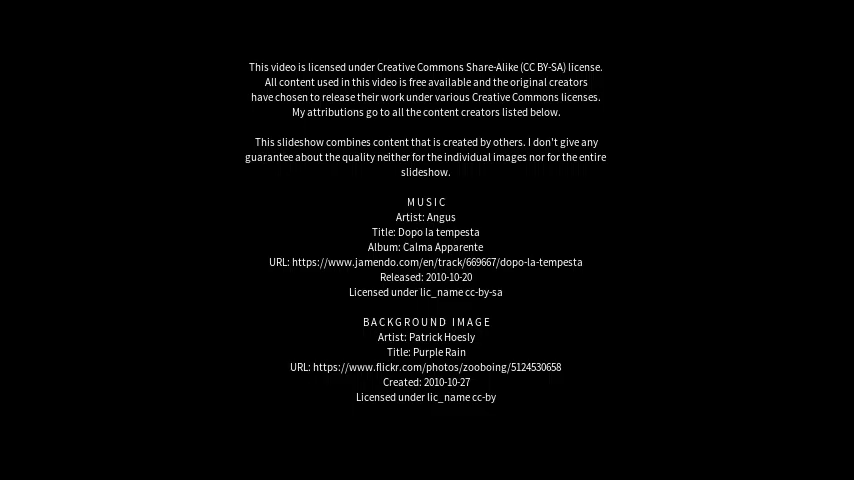 This video is licensed under Creative Commons Share-Alike (CC BY-SA) license.
All content used in this video is free available and the original creators
have chosen to release their work under various Creative Commons licenses.
My attributions go to all the content creators listed below.
This slideshow combines content that is created by others. I don't give any
guarantee about the quality neither for the individual images nor for the entire
slideshow.
M U S I C
Artist: Angus
Title: Dopo la tempesta
Album: Calma Apparente
URL: https://www.jamendo.com/en/track/669667/dopo-la-tempesta
Released: 2010-10-20
Licensed under lic_name cc-by-sa
B A C K G R O U N D   I M A G E
Artist: Patrick Hoesly
Title: Purple Rain
URL: https://www.flickr.com/photos/zooboing/5124530658
Created: 2010-10-27
Licensed under lic_name cc-by